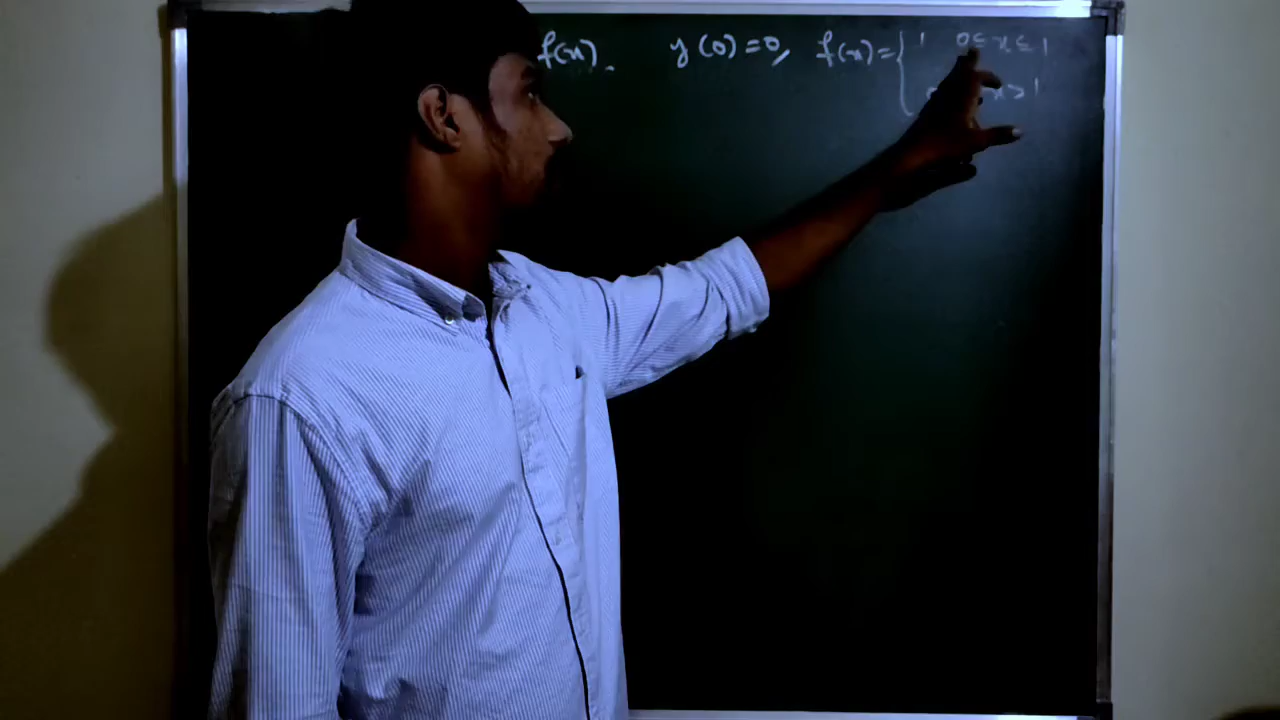 f(x). y(0)=0, f(x)={ 1 0≤x≤1
x>1